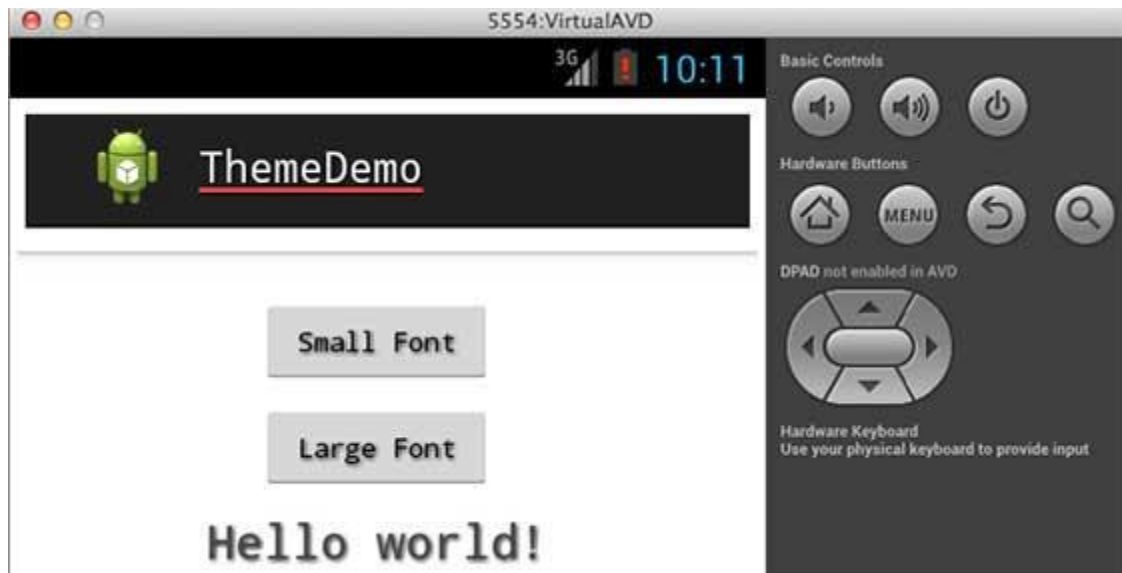 5554:VirtualAVD
3G 10:11
ThemeDemo
Small Font
Large Font
Hello world!
Basic Controls
Hardware Buttons
MENU
DPAD not enabled in AVD
Hardware Keyboard
Use your physical keyboard to provide input